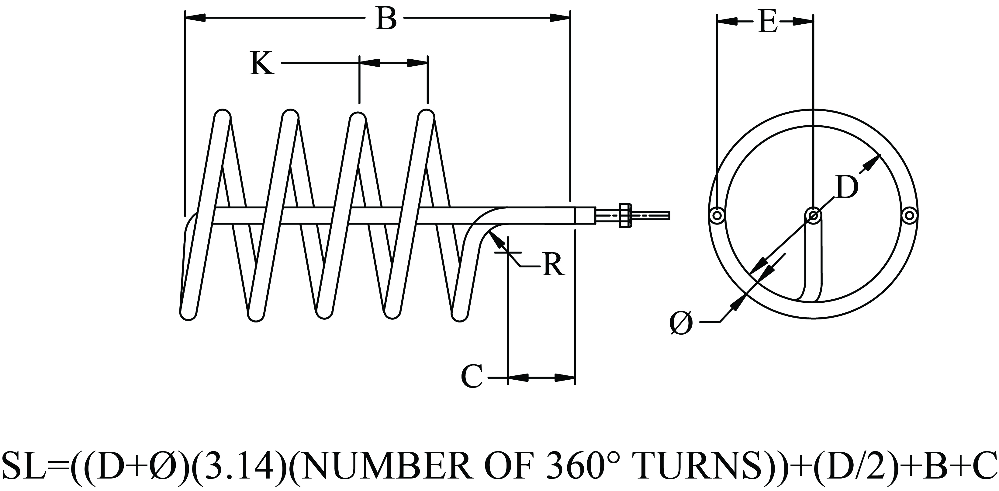 B
E
K
D
R
Ø
C
SL=((D+Ø)(3.14)(NUMBER OF 360° TURNS))+(D/2)+B+C